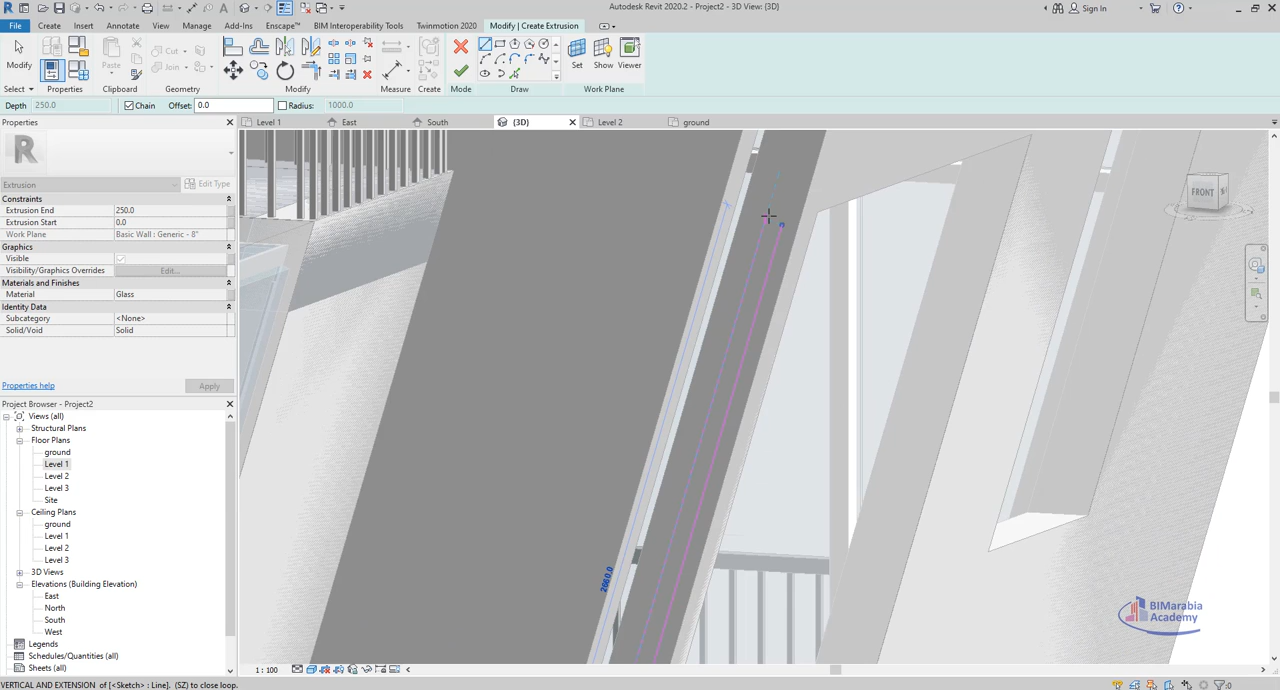 Autodesk Revit 2020.2 - Project2 - 3D View: {3D}
Sign In
File Create Insert Annotate View Manage Add-Ins Enscape™ BIM Interoperability Tools Twinmotion 2020 Modify | Create Extrusion
Modify
Paste
Cut
Join
Create
Set Show Viewer
Select Properties Clipboard Geometry Modify Measure Create Mode Draw Work Plane
Depth 250.0 Chain Offset: 0.0 Radius: 1000.0
Properties
Level 1 East South {3D} Level 2 ground
Extrusion Edit Type
Constraints
Extrusion End 250.0
Extrusion Start 0.0
Work Plane Basic Wall : Generic - 8"
Graphics
Visible
Visibility/Graphics Overrides Edit...
Materials and Finishes
Material Glass
Identity Data
Subcategory <None>
Solid/Void Solid
Properties help Apply
Project Browser - Project2
Views (all)
Structural Plans
Floor Plans
ground
Level 1
Level 2
Level 3
Site
Ceiling Plans
ground
Level 1
Level 2
Level 3
3D Views
Elevations (Building Elevation)
East
North
South
West
Legends
Schedules/Quantities (all)
Sheets (all)
FRONT
2660.0
BIMarabia
Academy
1 : 100
VERTICAL AND EXTENSION of [<Sketch> : Line]. (SZ) to close loop.
:0